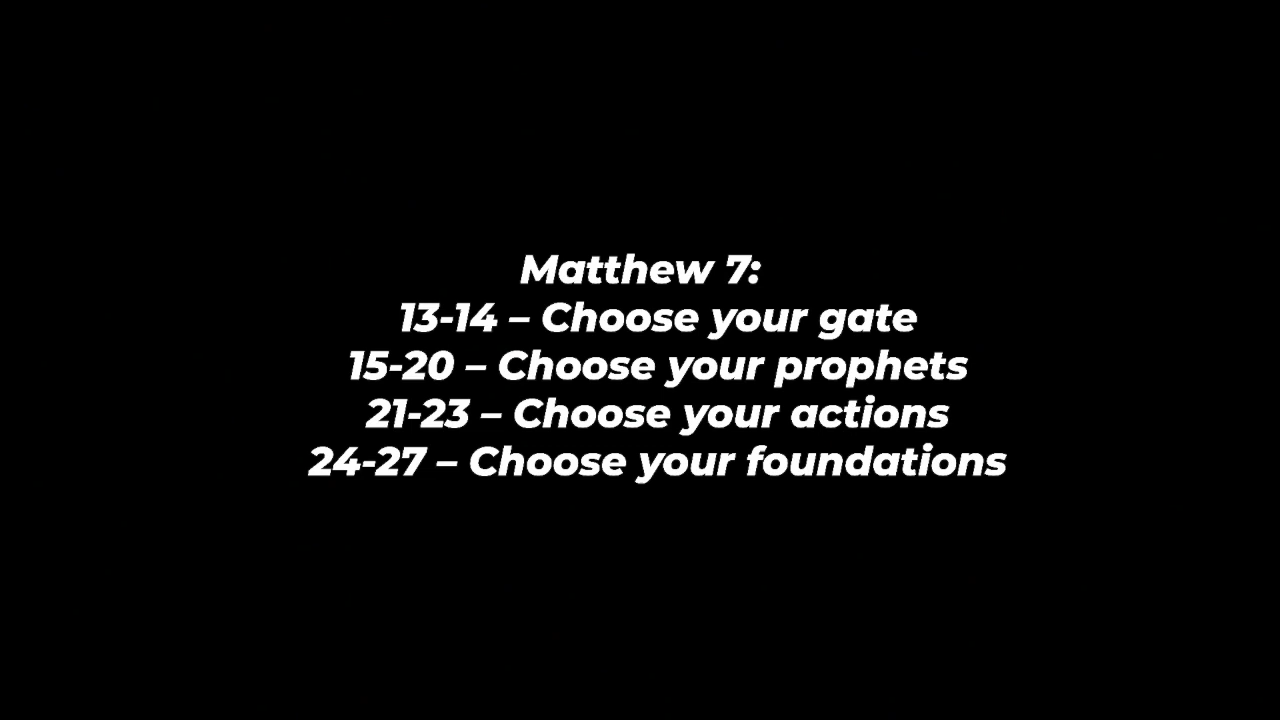 Matthew 7:
13-14 – Choose your gate
15-20 – Choose your prophets
21-23 – Choose your actions
24-27 – Choose your foundations